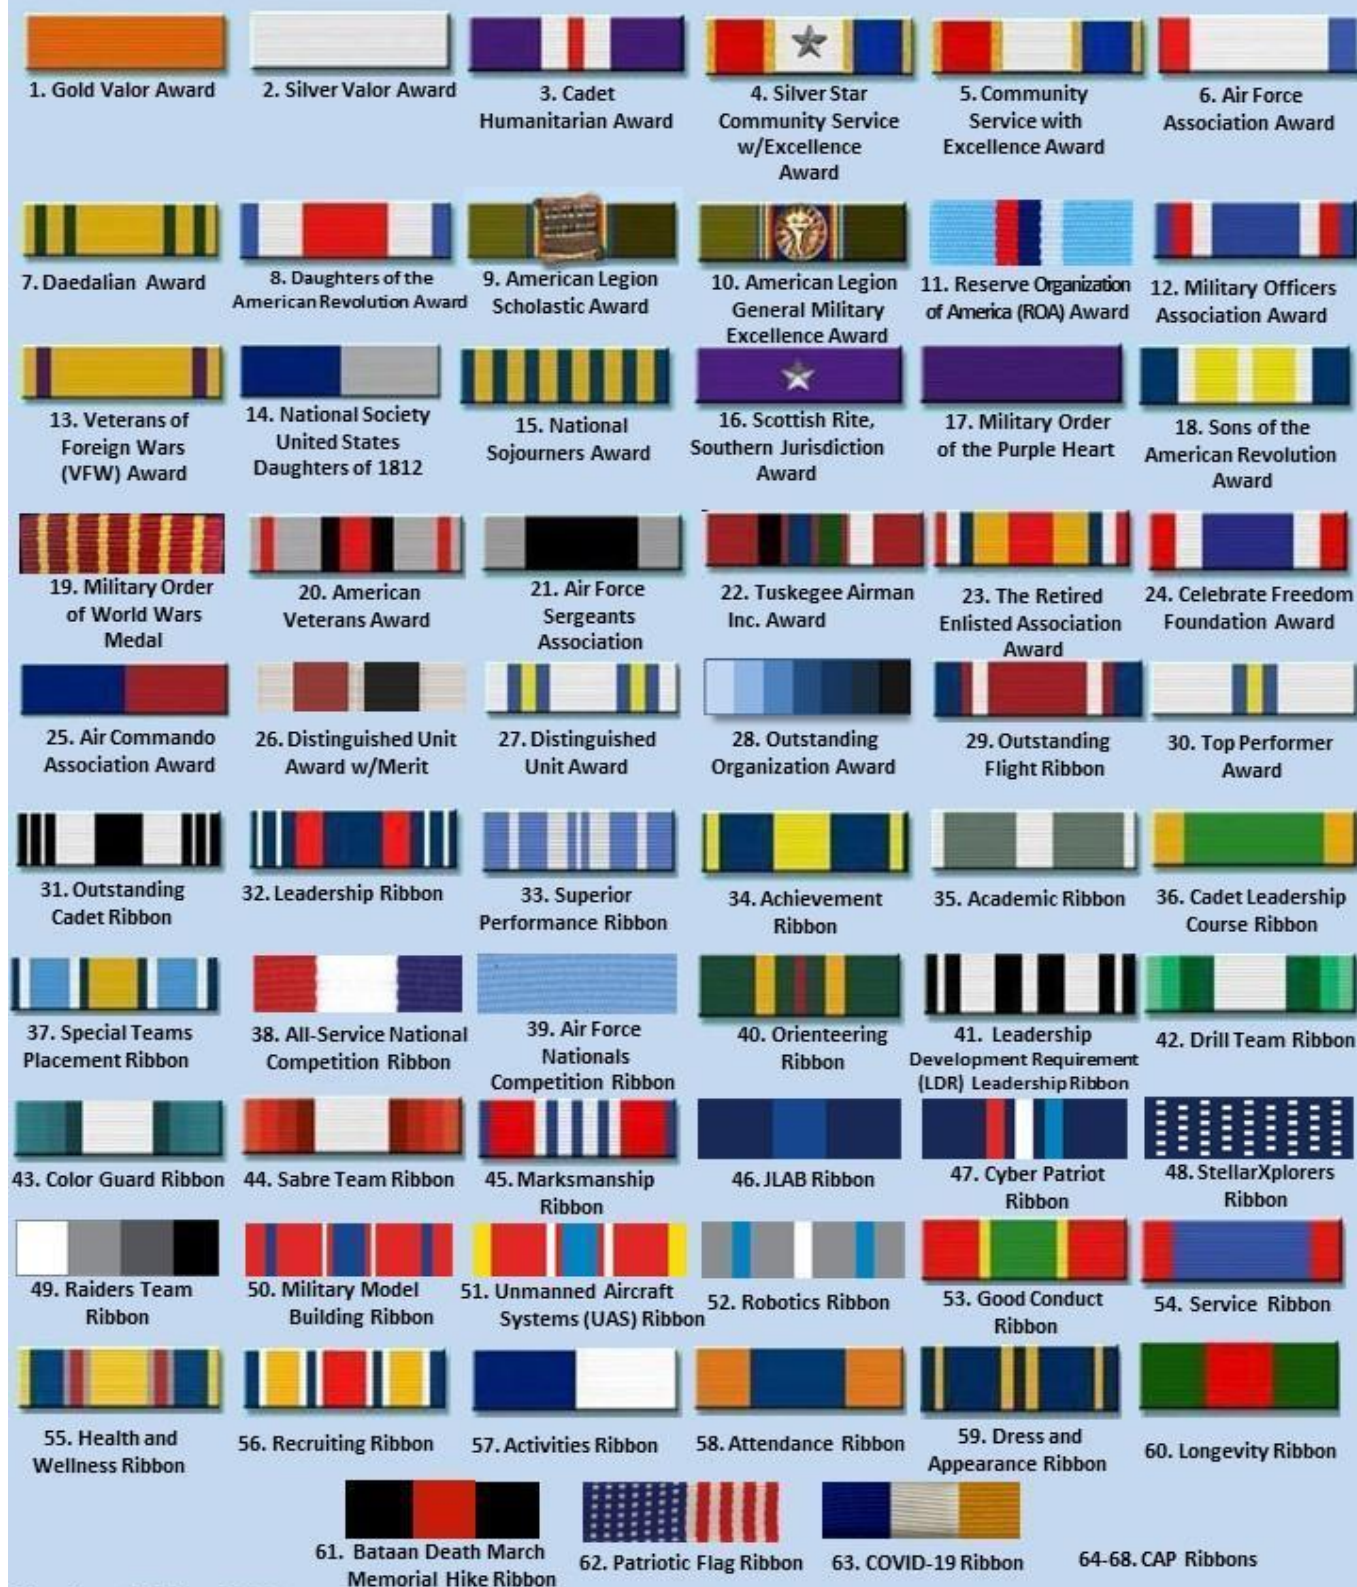 1. Gold Valor Award
2. Silver Valor Award
3. Cadet
Humanitarian Award
4. Silver Star
Community Service
w/Excellence
Award
5. Community
Service with
Excellence Award
6. Air Force
Association Award
7. Daedalian Award
8. Daughters of the
American Revolution Award
9. American Legion
Scholastic Award
10. American Legion
General Military
Excellence Award
11. Reserve Organization
of America (ROA) Award
12. Military Officers
Association Award
13. Veterans of
Foreign Wars
(VFW) Award
14. National Society
United States
Daughters of 1812
15. National
Sojourners Award
16. Scottish Rite,
Southern Jurisdiction
Award
17. Military Order
of the Purple Heart
18. Sons of the
American Revolution
Award
19. Military Order
of World Wars
Medal
20. American
Veterans Award
21. Air Force
Sergeants
Association
22. Tuskegee Airman
Inc. Award
23. The Retired
Enlisted Association
Award
24. Celebrate Freedom
Foundation Award
25. Air Commando
Association Award
26. Distinguished Unit
Award w/Merit
27. Distinguished
Unit Award
28. Outstanding
Organization Award
29. Outstanding
Flight Ribbon
30. Top Performer
Award
31. Outstanding
Cadet Ribbon
32. Leadership Ribbon
33. Superior
Performance Ribbon
34. Achievement
Ribbon
35. Academic Ribbon
36. Cadet Leadership
Course Ribbon
37. Special Teams
Placement Ribbon
38. All-Service National
Competition Ribbon
39. Air Force
Nationals
Competition Ribbon
40. Orienteering
Ribbon
41. Leadership
Development Requirement
(LDR) Leadership Ribbon
42. Drill Team Ribbon
43. Color Guard Ribbon
44. Sabre Team Ribbon
45. Marksmanship
Ribbon
46. JLAB Ribbon
47. Cyber Patriot
Ribbon
48. StellarXplorers
Ribbon
49. Raiders Team
Ribbon
50. Military Model
Building Ribbon
51. Unmanned Aircraft
Systems (UAS) Ribbon
52. Robotics Ribbon
53. Good Conduct
Ribbon
54. Service Ribbon
55. Health and
Wellness Ribbon
56. Recruiting Ribbon
57. Activities Ribbon
58. Attendance Ribbon
59. Dress and
Appearance Ribbon
60. Longevity Ribbon
61. Bataan Death March
Memorial Hike Ribbon
62. Patriotic Flag Ribbon
63. COVID-19 Ribbon
64-68. CAP Ribbons